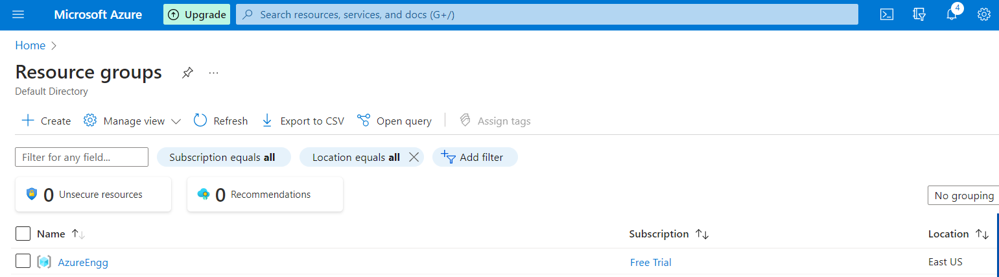 Microsoft Azure Upgrade Search resources, services, and docs (G+/) 4
Home
Resource groups ...
Default Directory
Create Manage view Refresh Export to CSV Open query Assign tags
Filter for any field... Subscription equals all Location equals all Add filter
0 Unsecure resources 0 Recommendations
No grouping
Name Subscription Location
AzureEngg Free Trial East US